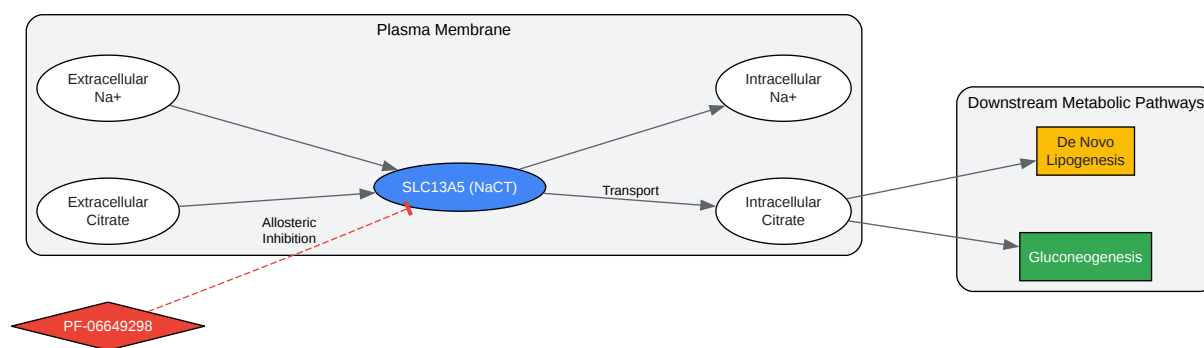 Plasma Membrane
Extracellular
Na+
Intracellular
Na+
Extracellular
Citrate
SLC13A5 (NaCT)
Transport
Intracellular
Citrate
Allosteric
Inhibition
PF-06649298
Downstream Metabolic Pathways
De Novo
Lipogenesis
Gluconeogenesis